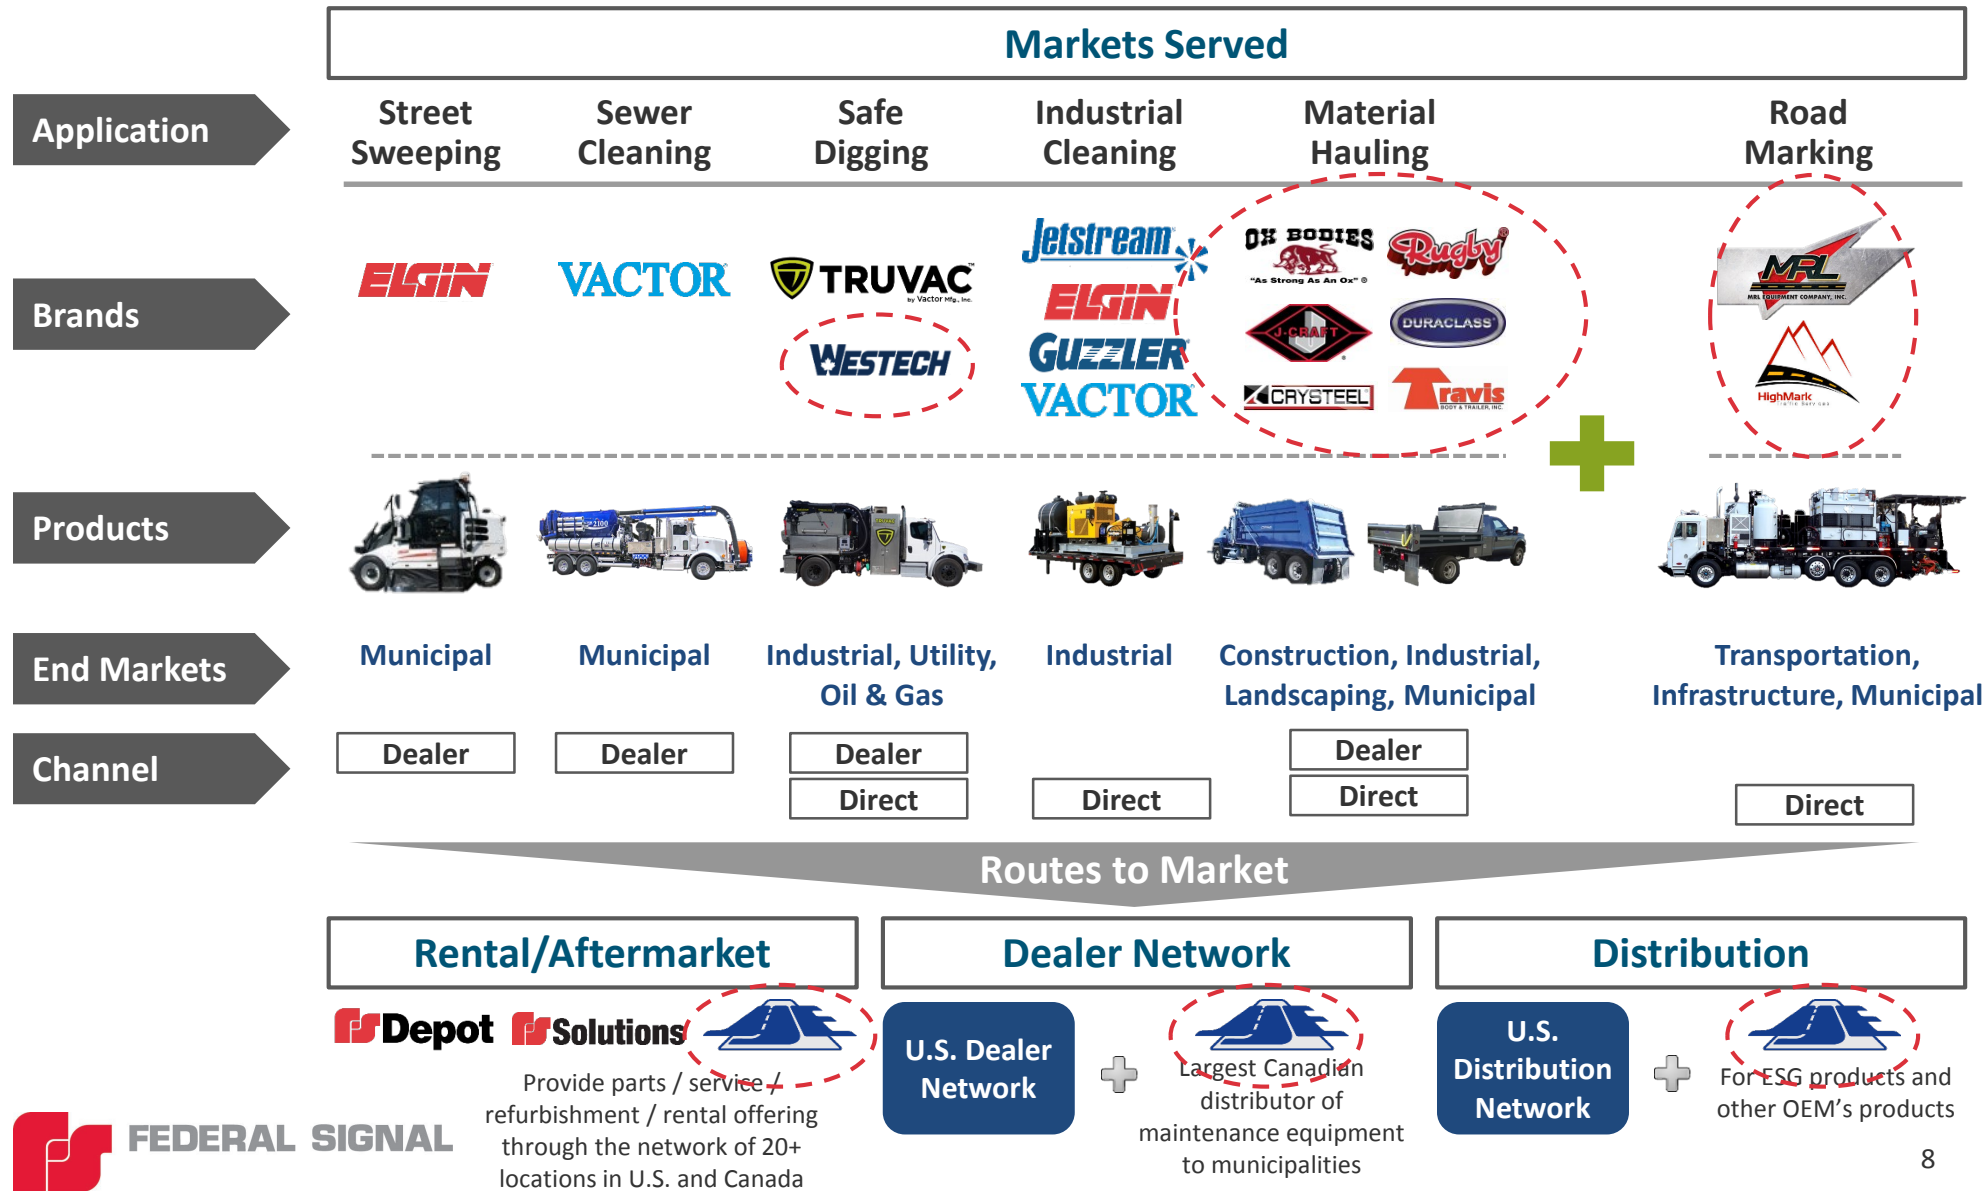 Markets Served
Application
Street
Sweeping
Sewer
Cleaning
Safe
Digging
Industrial
Cleaning
Material
Hauling
Road
Marking
Brands
ELGIN
VACTOR
TRUVAC™
by Vactor Mfg., Inc.
WESTECH
Jetstream
ELGIN
GUZZLER
VACTOR
OX BODIES
"As Strong As An Ox" ®
Rugby
J-CRAFT
DURACLASS
CRYSTEEL
Travis
BODY & TRAILER, INC.
MRL
MRL EQUIPMENT COMPANY, INC.
HighMark
Traffic Services
Products
2100
TRUVAC
End Markets
Municipal
Municipal
Industrial, Utility,
Oil & Gas
Industrial
Construction, Industrial,
Landscaping, Municipal
Transportation,
Infrastructure, Municipal
Channel
Dealer
Dealer
Dealer
Direct
Direct
Dealer
Direct
Direct
Routes to Market
Rental/Aftermarket
Dealer Network
Distribution
FS Depot
FS Solutions
Provide parts / service /
refurbishment / rental offering
through the network of 20+
locations in U.S. and Canada
U.S. Dealer
Network
Largest Canadian
distributor of
maintenance equipment
to municipalities
U.S.
Distribution
Network
For ESG products and
other OEM's products
FEDERAL SIGNAL
8